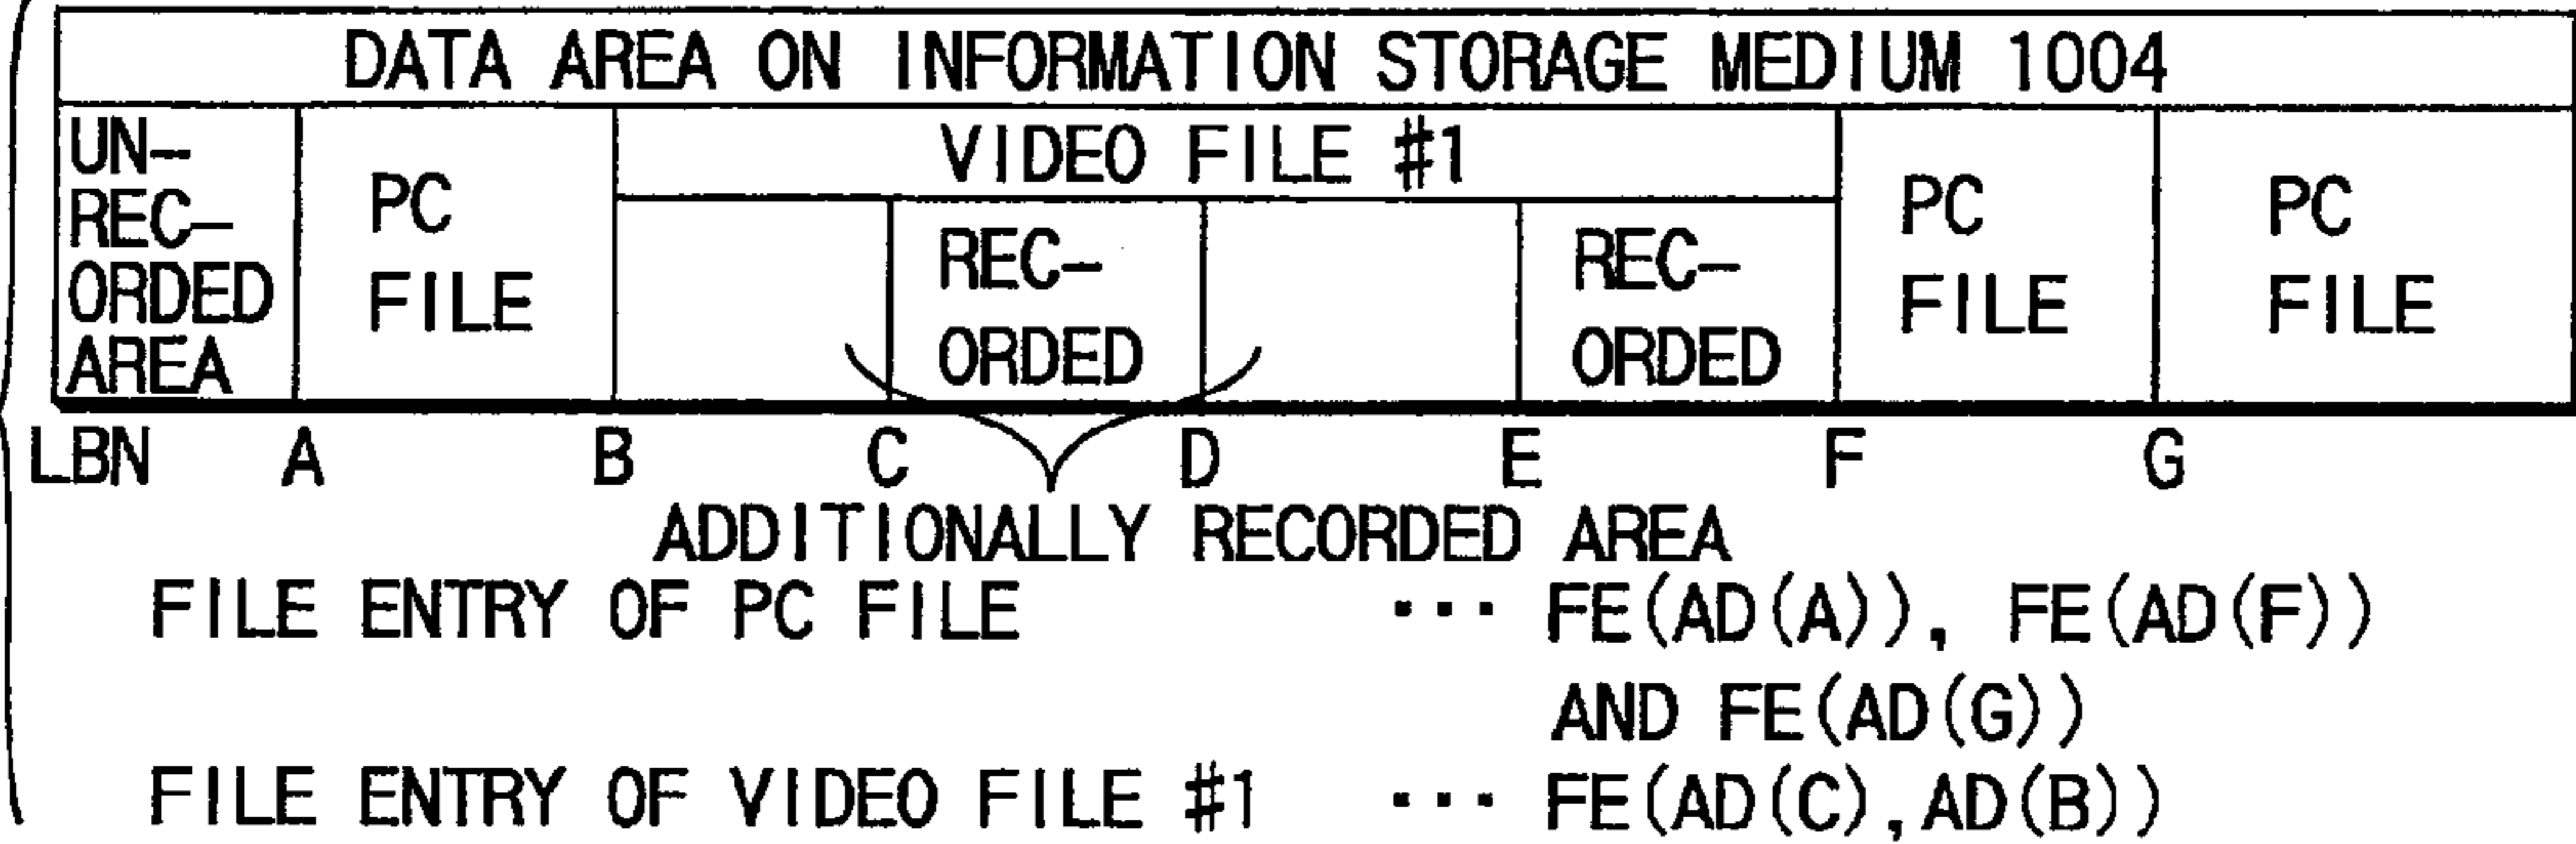 DATA AREA ON INFORMATION STORAGE MEDIUM 1004
UN-
REC-
ORDED
AREA
PC
FILE
VIDEO FILE #1
REC-
ORDED
REC-
ORDED
PC
FILE
PC
FILE
LBN A B C D E F G
ADDITIONALLY RECORDED AREA
FILE ENTRY OF PC FILE ··· FE(AD(A)), FE(AD(F))
AND FE(AD(G))
FILE ENTRY OF VIDEO FILE #1 ··· FE(AD(C),AD(B))